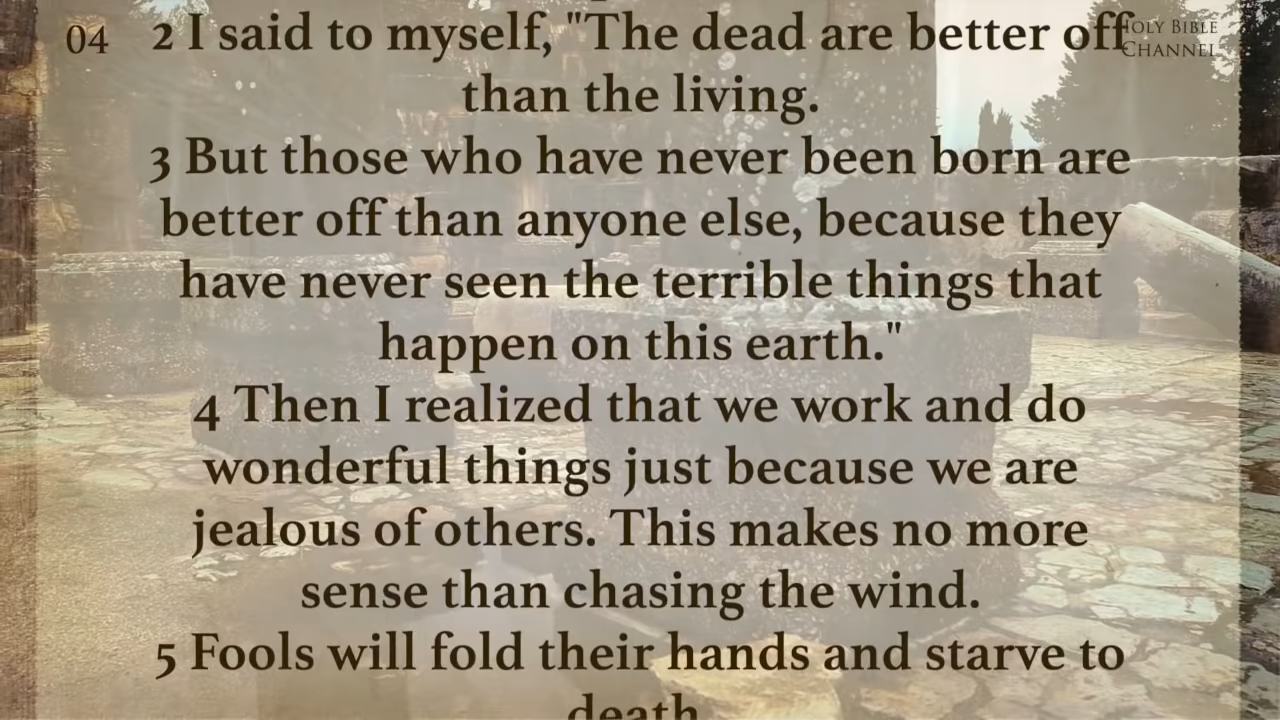 04
HOLY BIBLE
CHANNEL
2 I said to myself, "The dead are better off
than the living.
3 But those who have never been born are
better off than anyone else, because they
have never seen the terrible things that
happen on this earth."
4 Then I realized that we work and do
wonderful things just because we are
jealous of others. This makes no more
sense than chasing the wind.
5 Fools will fold their hands and starve to
death